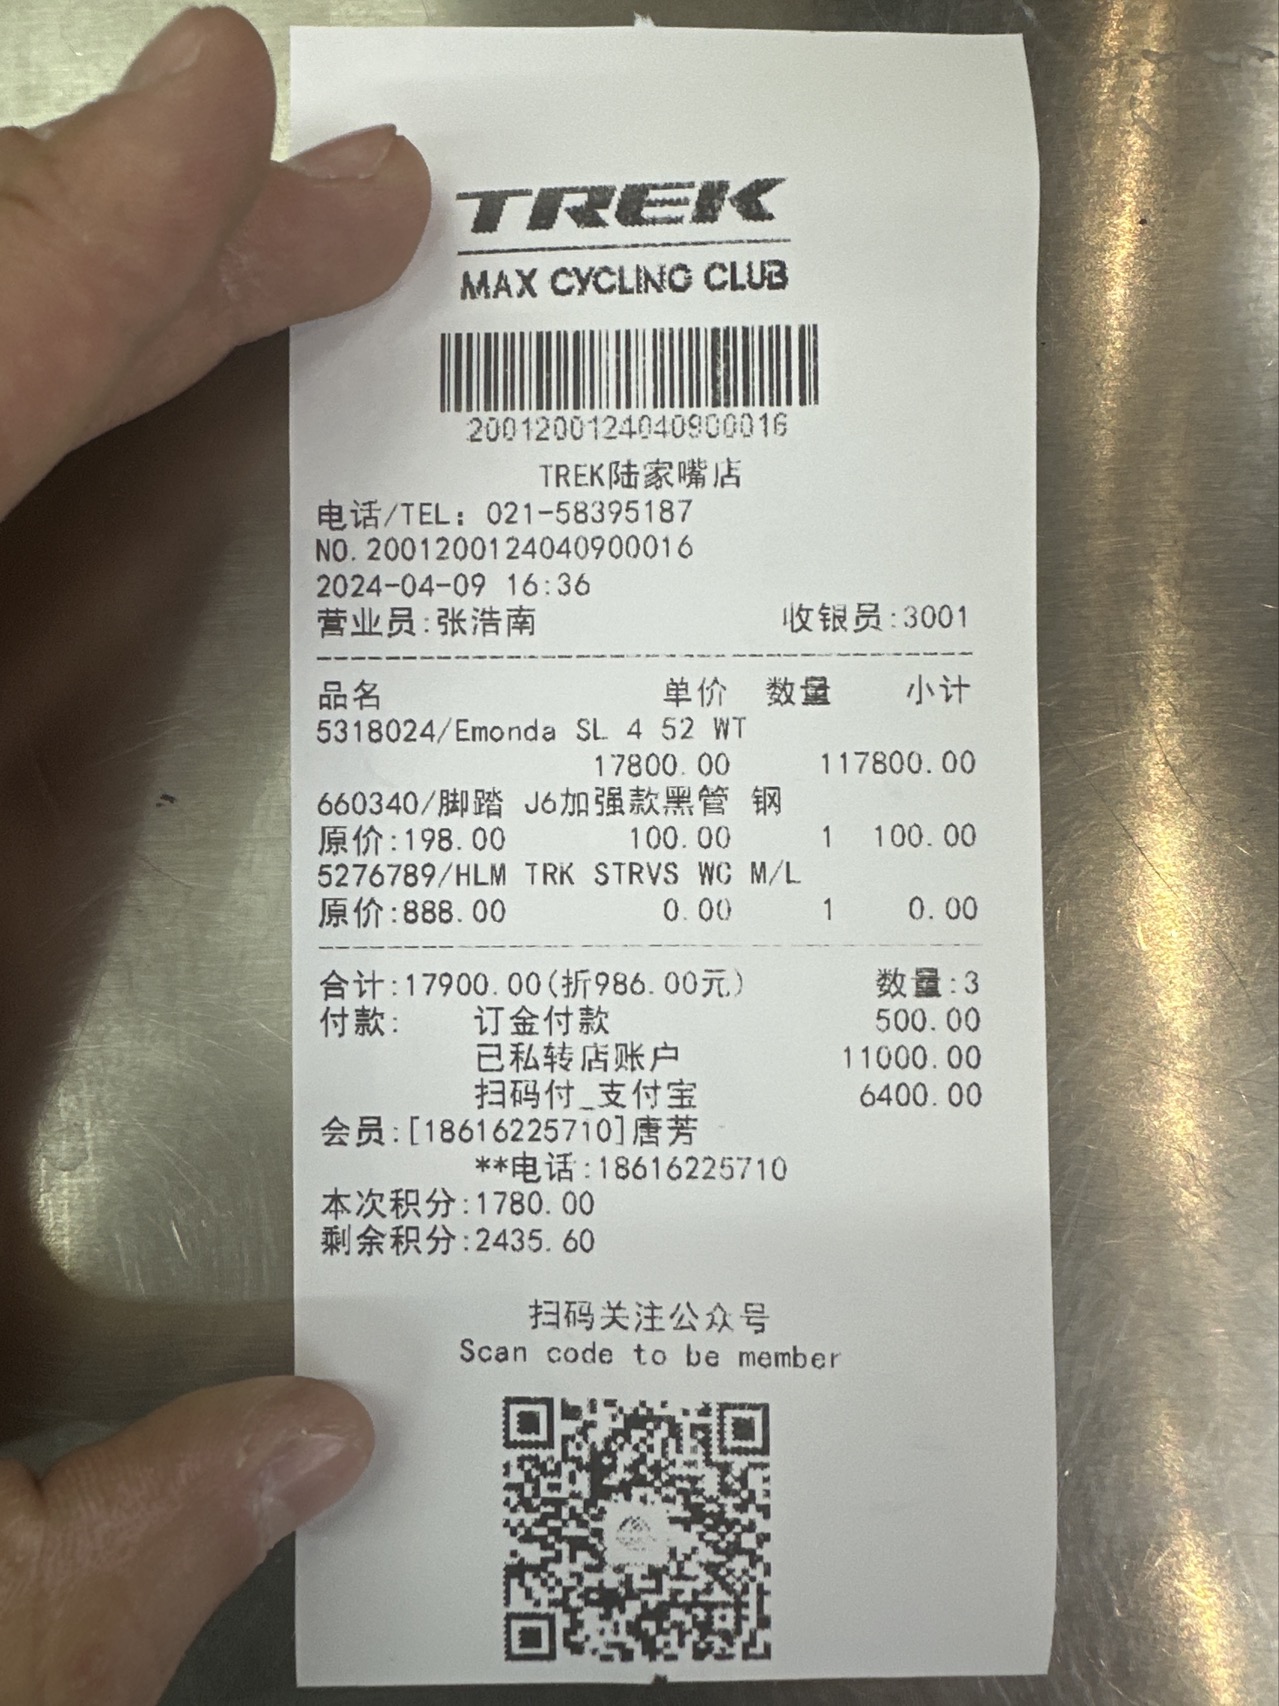 TREK
MAX CYCLING CLUB
2001200124040900016
TREK陆家嘴店
电话/TEL: 021-58395187
NO.2001200124040900016
2024-04-09 16:36
营业员:张浩南 收银员:3001
品名 单价 数量 小计
5318024/Emonda SL 4 52 WT
17800.00 117800.00
660340/脚踏 J6加强款黑管 钢
原价:198.00 100.00 1 100.00
5276789/HLM TRK STRVS WC M/L
原价:888.00 0.00 1 0.00
合计:17900.00(折986.00元) 数量:3
付款: 订金付款 500.00
已私转店账户 11000.00
扫码付_支付宝 6400.00
会员:[18616225710]唐芳
**电话:18616225710
本次积分:1780.00
剩余积分:2435.60
扫码关注公众号
Scan code to be member